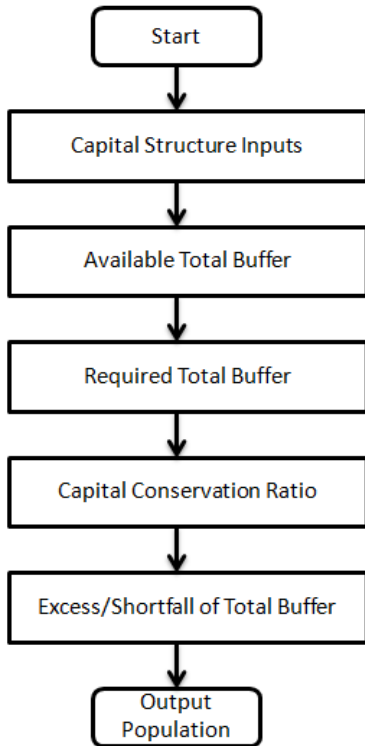 Start
Capital Structure Inputs
Available Total Buffer
Required Total Buffer
Capital Conservation Ratio
Excess/Shortfall of Total Buffer
Output
Population